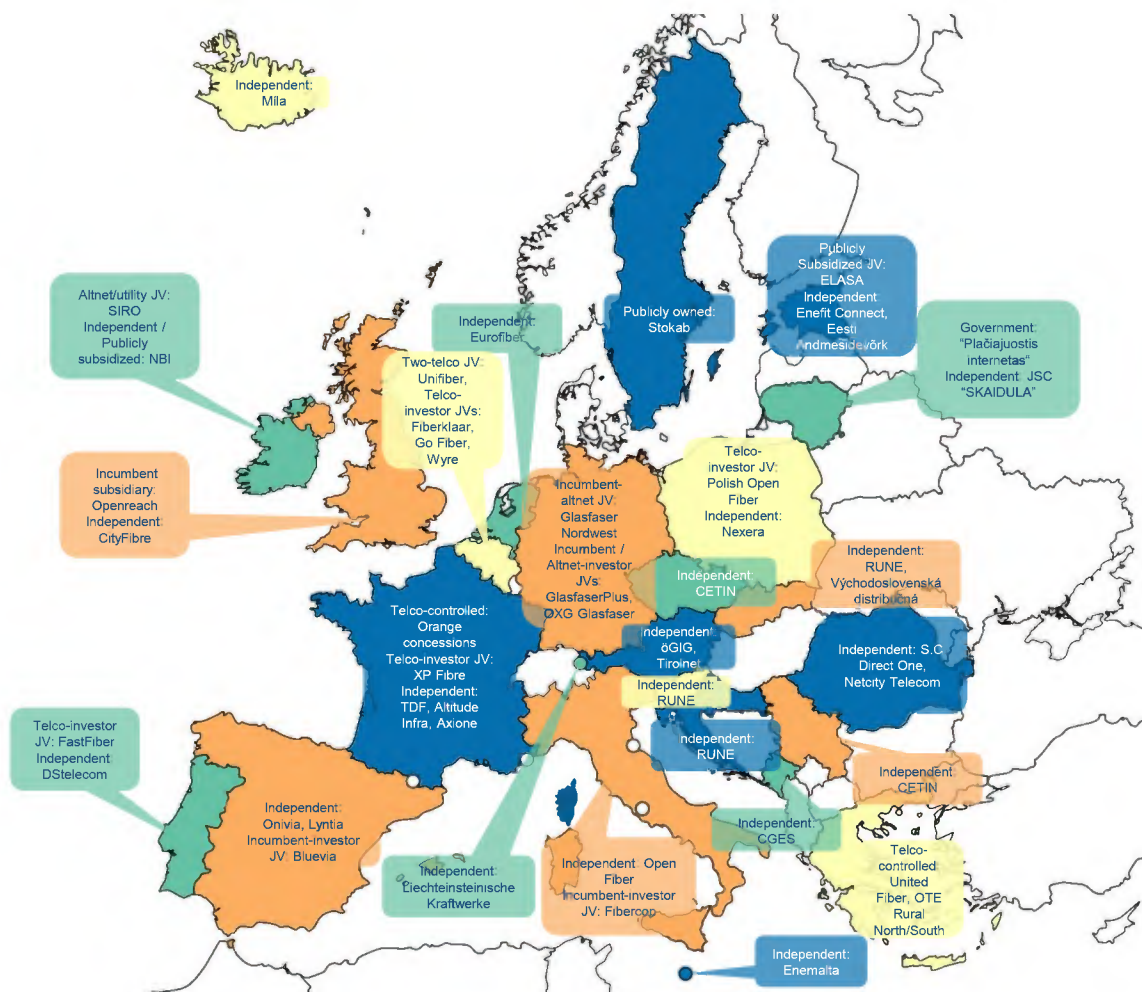 Independent:
Míla
Publicly
Subsidized JV:
ELASA
Independent
Enefit Connect,
Eesti
Andmesidevõrk
Altnet/utility JV:
SIRO
Independent /
Publicly
subsidized: NBI
Independent:
Eurofiber
Publicly owned:
Stokab
Government:
“Plačiajuostis
internetas“
Independent: JSC
“SKAIDULA”
Two-telco JV:
Unifiber,
Telco-
investor JVs:
Fiberklaar,
Go Fiber,
Wyre
Incumbent
subsidiary:
Openreach
Independent:
CityFibre
Incumbent-
altnet JV:
Glasfaser
Nordwest
Incumbent /
Altnet-investor
JVs:
GlasfaserPlus,
ØXG Glasfaser
Telco-
investor JV:
Polish Open
Fiber
Independent:
Nexera
Independent:
CETIN
Independent:
RUNE,
Východoslovenská
distribučná
Telco-controlled:
Orange
concessions
Telco-investor JV:
XP Fibre
Independent:
TDF, Altitude
Infra, Axione
Independent
öGIG,
Tiroinet
Independent: S.C
Direct One,
Netcity Telecom
Independent:
RUNE
Independent:
RUNE
Telco-investor
JV: FastFiber
Independent:
DStelecom
Independent:
CETIN
Independent:
Onivia, Lyntia
Incumbent-investor
JV: Bluevia
Independent:
CGES
Independent:
Liechteinsteinische
Kraftwerke
Independent: Open
Fiber
Incumbent-investor
JV: Fibercop
Telco-
controlled:
United
Fiber, OTE
Rural
North/South
Independent:
Enemalta